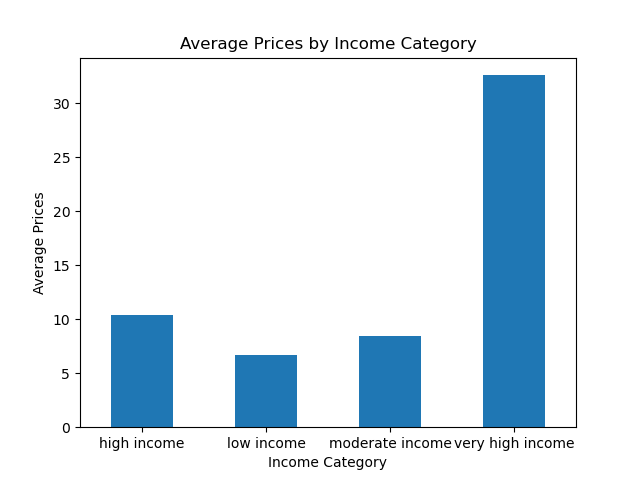 Average Prices by Income Category
Average Prices
30
25
20
15
10
5
0
high income
low income
moderate income
very high income
Income Category